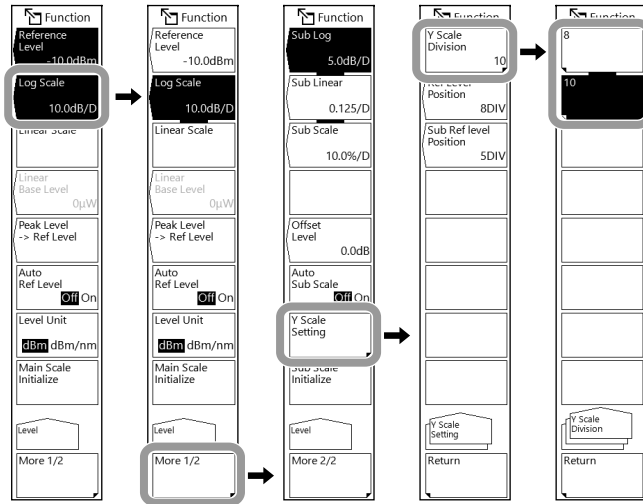 Function
Reference
Level
-10.0dBm
Log Scale
10.0dB/D
Linear Scale
Linear
Base Level
0µW
Peak Level
-> Ref Level
Auto
Ref Level
Off On
Level Unit
dBm dBm/nm
Main Scale
Initialize
Level
More 1/2
Function
Reference
Level
-10.0dBm
Log Scale
10.0dB/D
Linear Scale
Linear
Base Level
0µW
Peak Level
-> Ref Level
Auto
Ref Level
Off On
Level Unit
dBm dBm/nm
Main Scale
Initialize
Level
More 1/2
Function
Sub Log
5.0dB/D
Sub Linear
0.125/D
Sub Scale
10.0%/D
Offset
Level
0.0dB
Auto
Sub Scale
Off On
Y Scale
Setting
Sub Scale
Initialize
Level
More 2/2
Function
Y Scale
Division
10
Ref Level
Position
8DIV
Sub Ref level
Position
5DIV
Y Scale
Setting
Return
Function
8
10
Y Scale
Division
Return